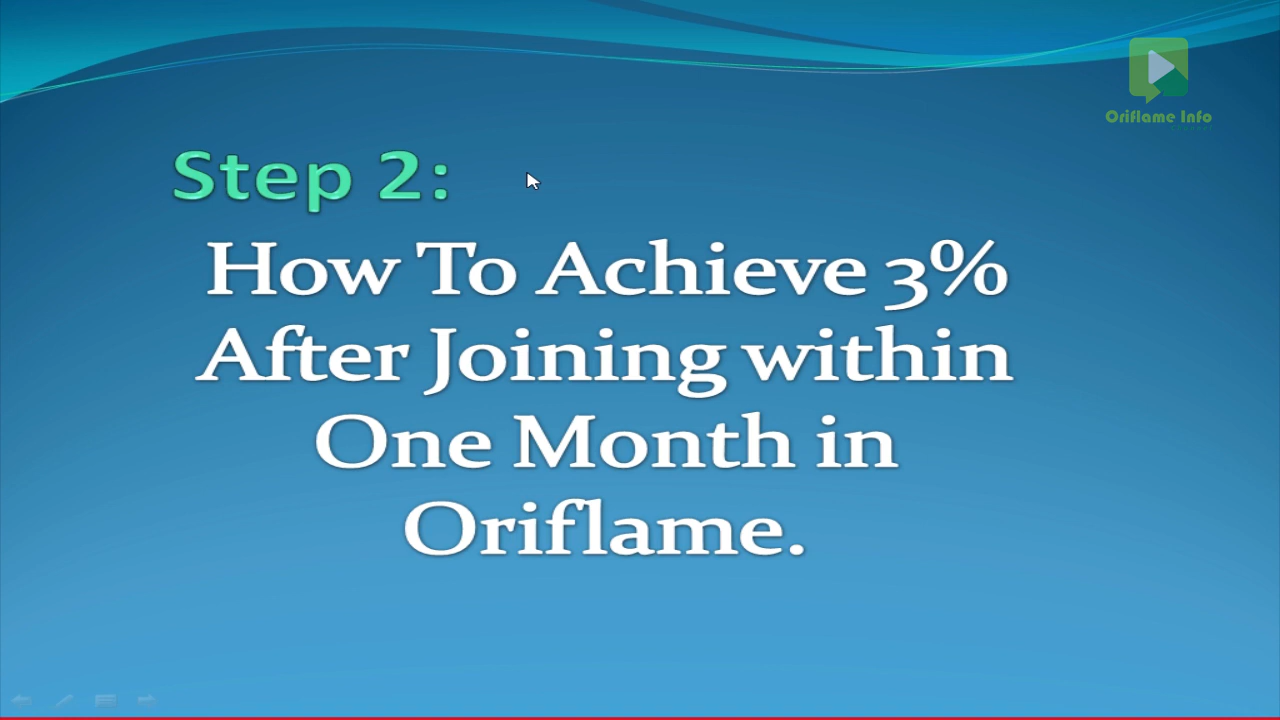 Oriflame Info
Step 2:
How To Achieve 3%
After Joining within
One Month in
Oriflame.